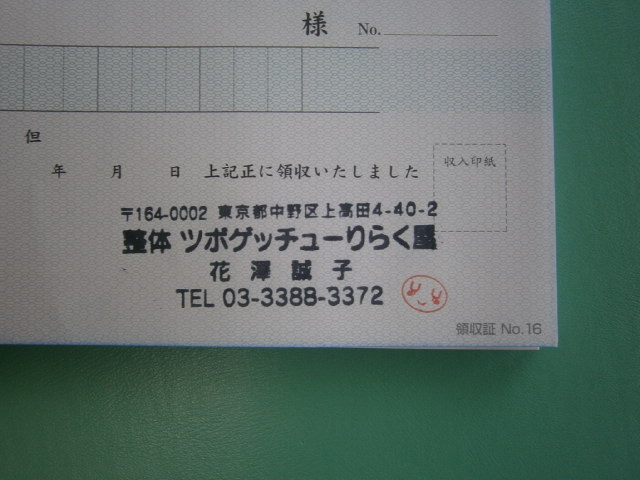 様 No.
但
年 月 日 上記正に領収いたしました
収入印紙
〒164-0002 東京都中野区上高田4-40-2
整体 ツボゲッチューりらく屋
花澤誠子
TEL 03-3388-3372
領収証 No.16